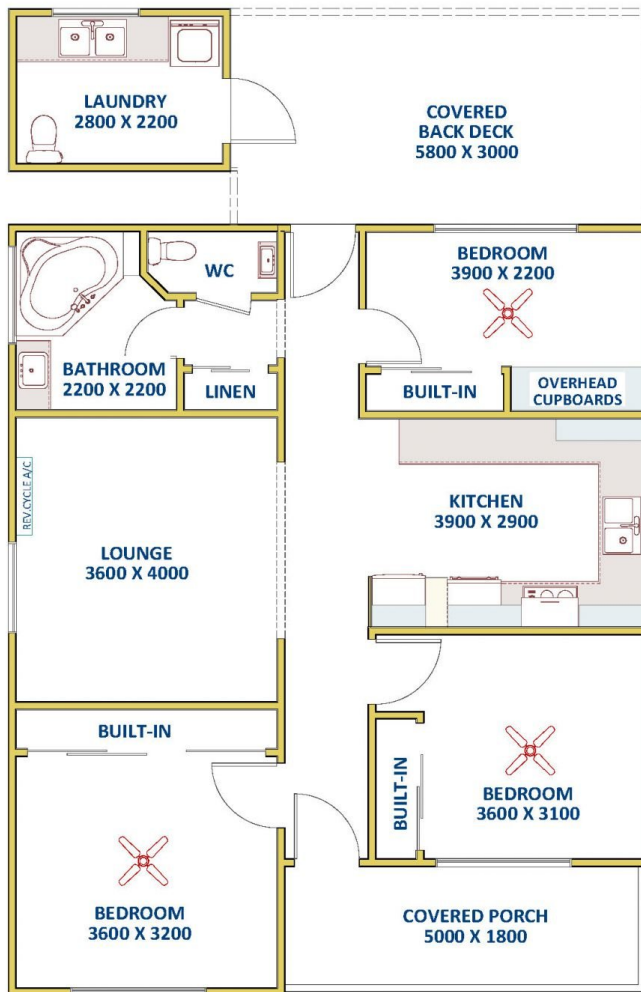 LAUNDRY
2800 X 2200
COVERED
BACK DECK
5800 X 3000
WC
BEDROOM
3900 X 2200
BATHROOM
2200 X 2200
LINEN
BUILT-IN
OVERHEAD
CUPBOARDS
REV.CYCLE A/C
LOUNGE
3600 X 4000
KITCHEN
3900 X 2900
BUILT-IN
BUILT-IN
BEDROOM
3600 X 3100
BEDROOM
3600 X 3200
COVERED PORCH
5000 X 1800